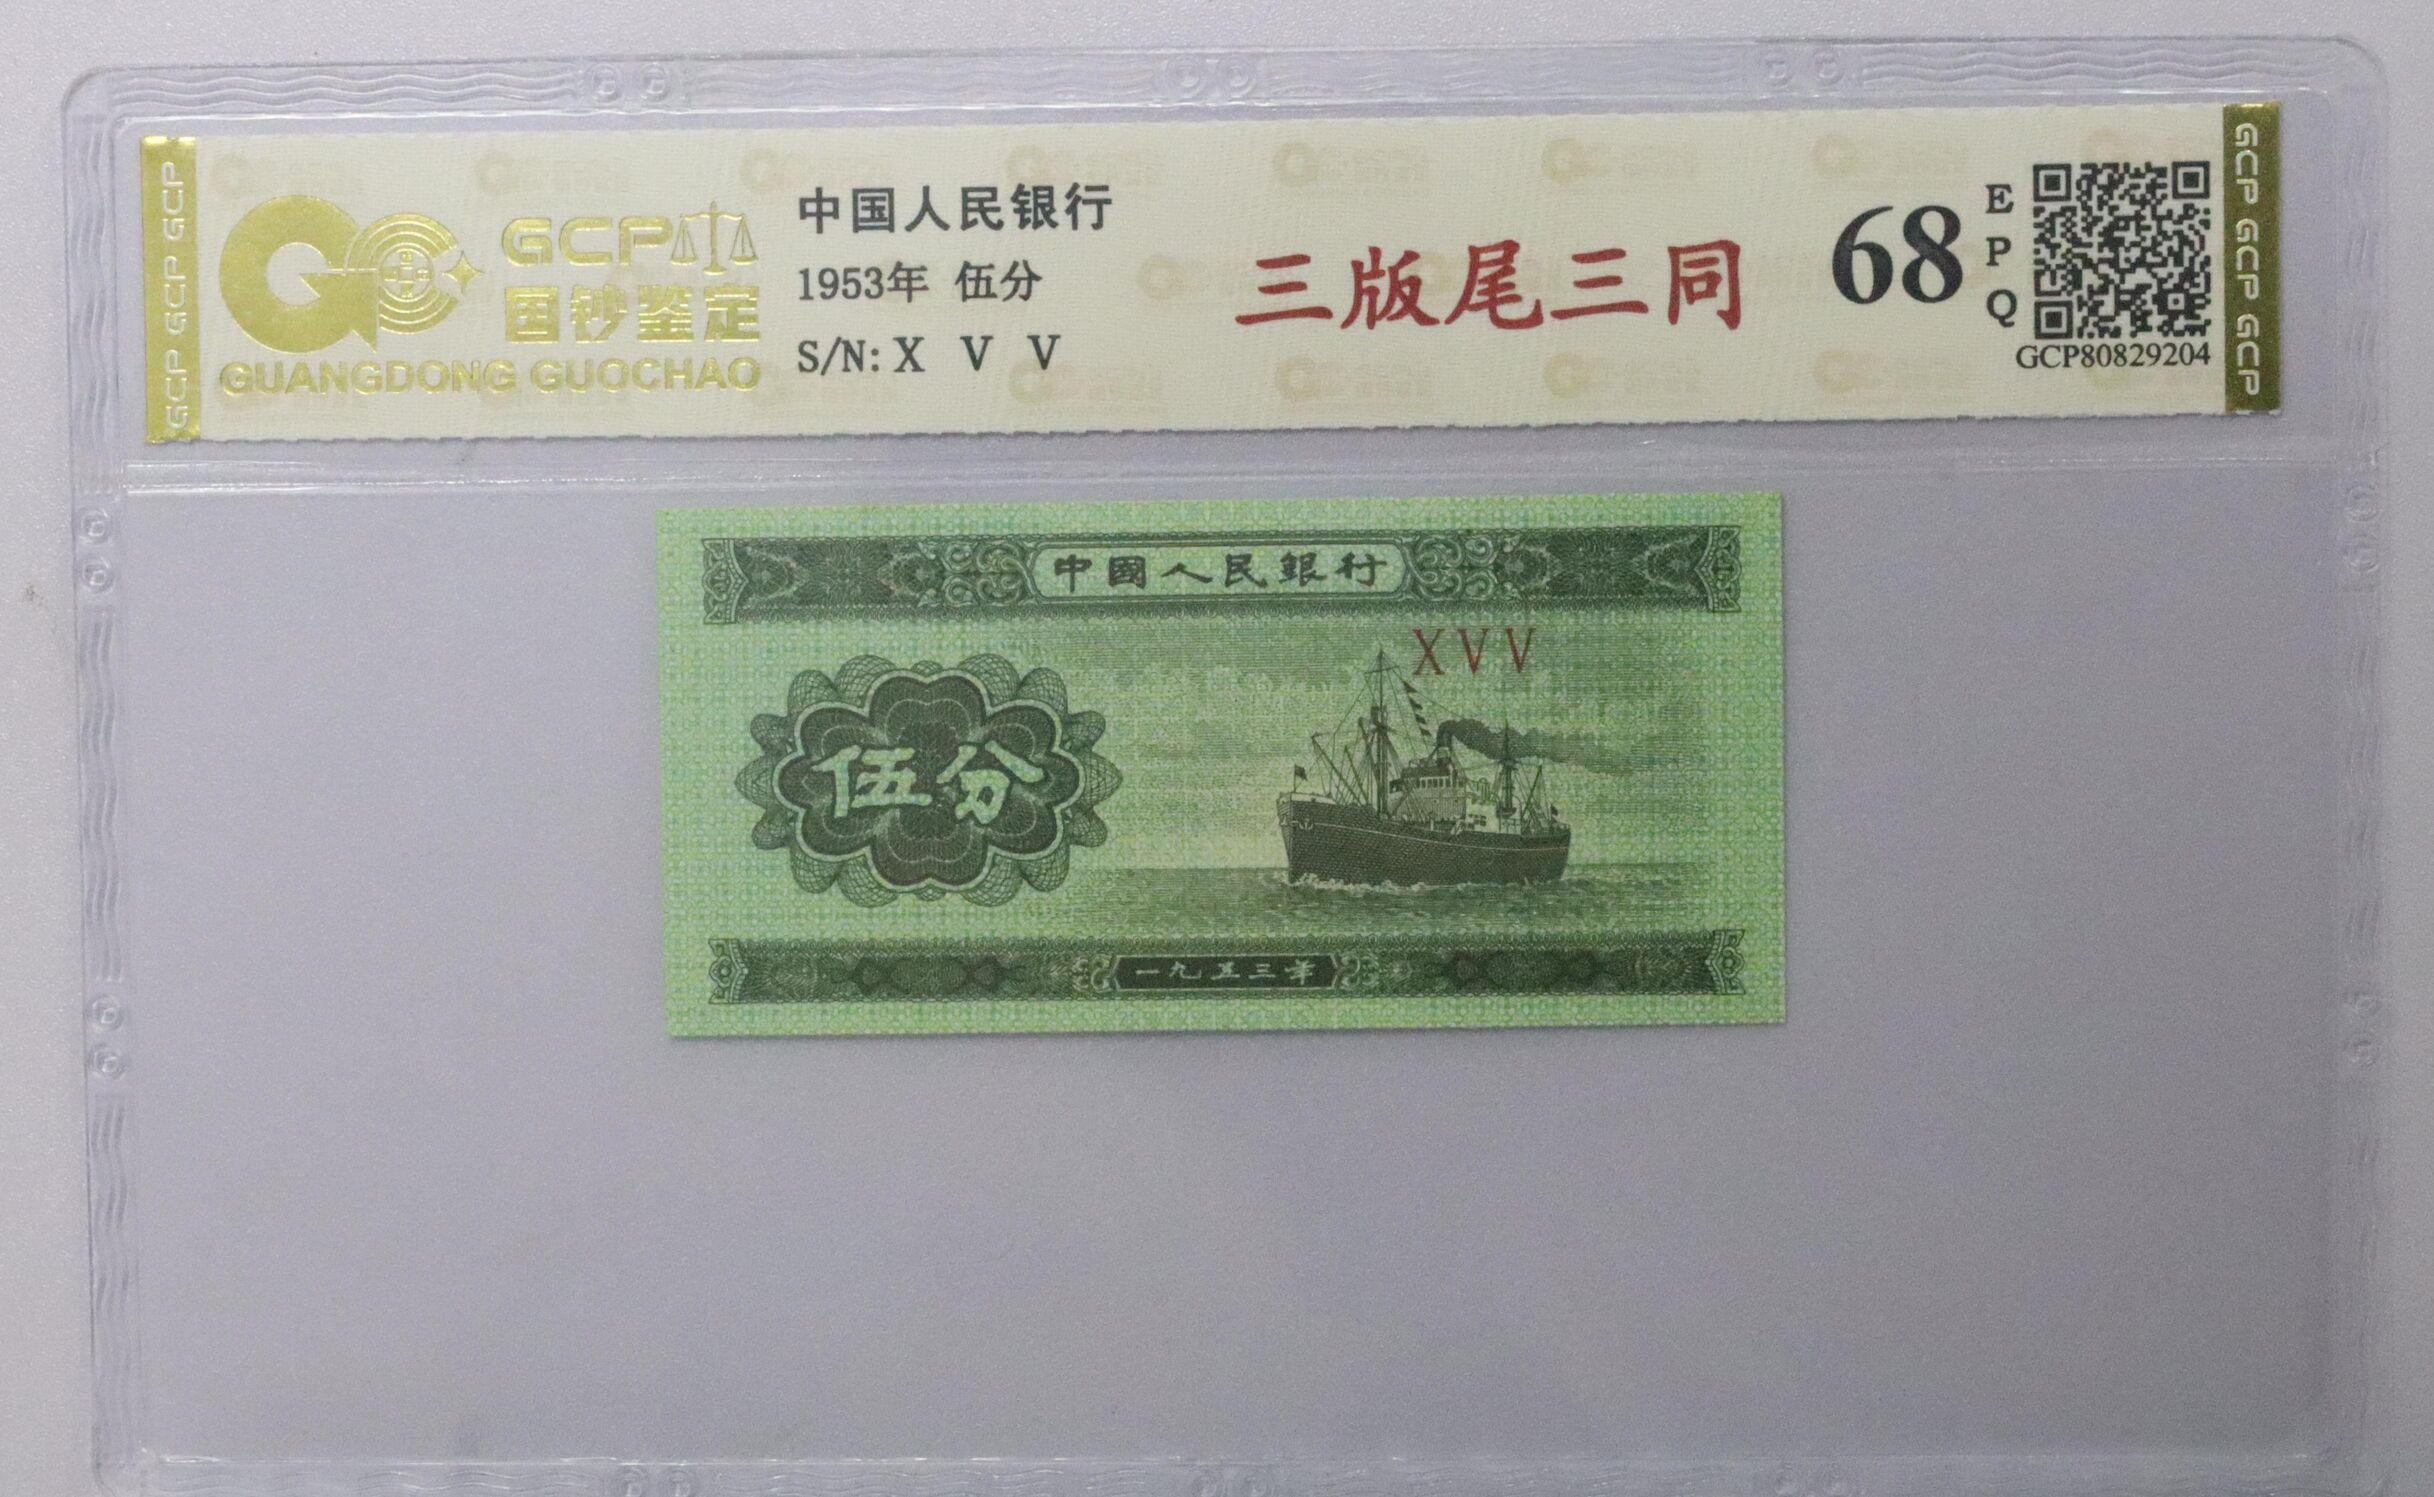 GCP GCP GCP
GCP
国钞鉴定
GUANGDONG GUOCHAO
中国人民银行
1953年 伍分
S/N: X V V
三版尾三同
68
E
P
Q
GCP80829204
GCP GCP GCP
中國人民銀行
X V V
伍分
一九五三年